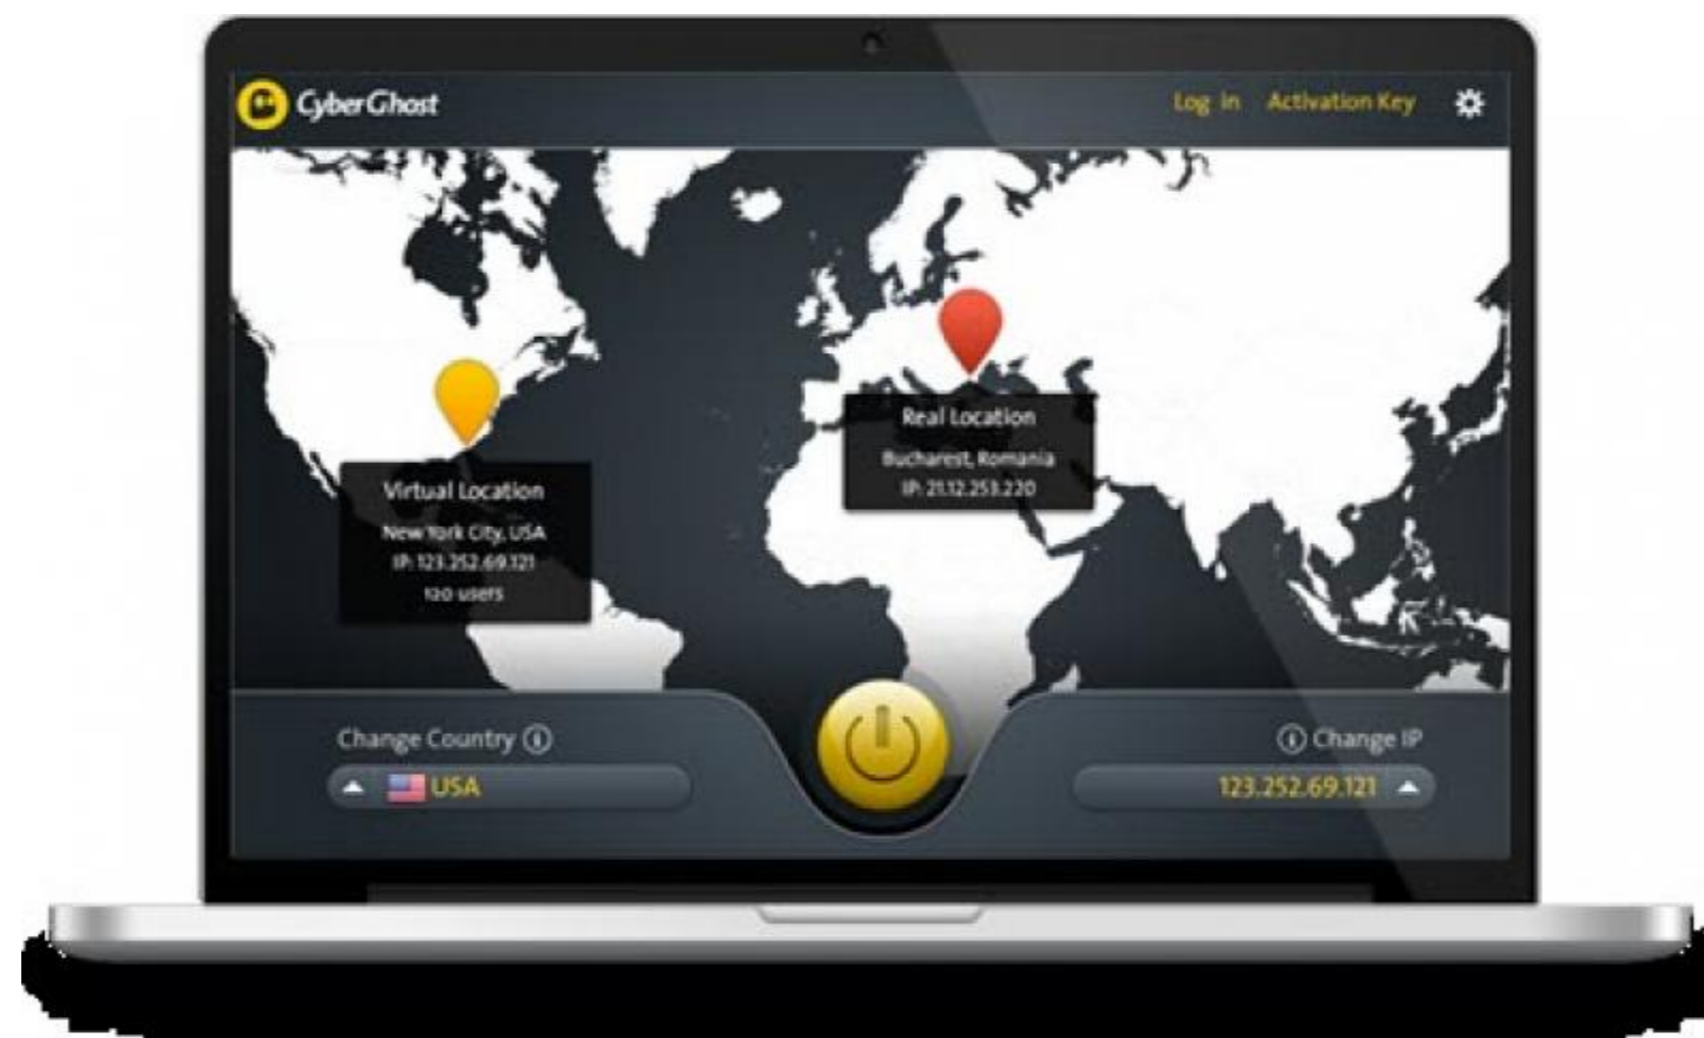 CyberGhost
Log in
Activation Key
Real Location
Bucharest, Romania
IP: 21.12.253.220
Virtual Location
New York City, USA
IP: 123.252.69.121
120 users
Change Country
USA
Change IP
123.252.69.121